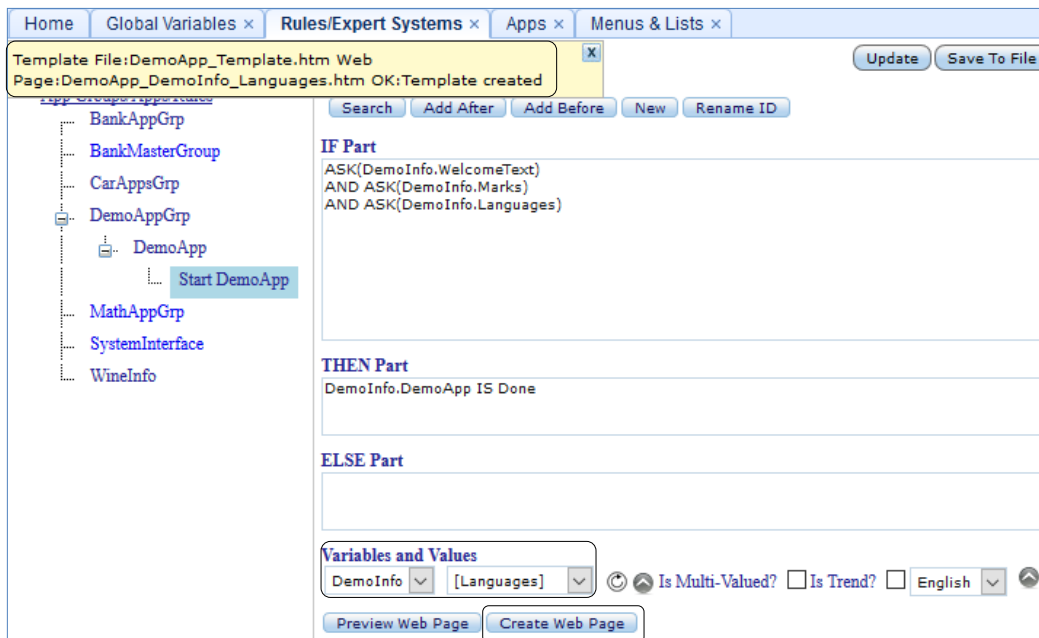 Home Global Variables × Rules/Expert Systems × Apps × Menus & Lists ×
Template File:DemoApp_Template.htm Web
Page:DemoApp_DemoInfo_Languages.htm OK:Template created
x
Update Save To File
App Groups/Apps/Rules
Search Add After Add Before New Rename ID
BankAppGrp
BankMasterGroup
CarAppsGrp
DemoAppGrp
DemoApp
Start DemoApp
MathAppGrp
SystemInterface
WineInfo
IF Part
ASK(DemoInfo.WelcomeText)
AND ASK(DemoInfo.Marks)
AND ASK(DemoInfo.Languages)
THEN Part
DemoInfo.DemoApp IS Done
ELSE Part
Variables and Values
DemoInfo [Languages] Is Multi-Valued? Is Trend? English
Preview Web Page Create Web Page